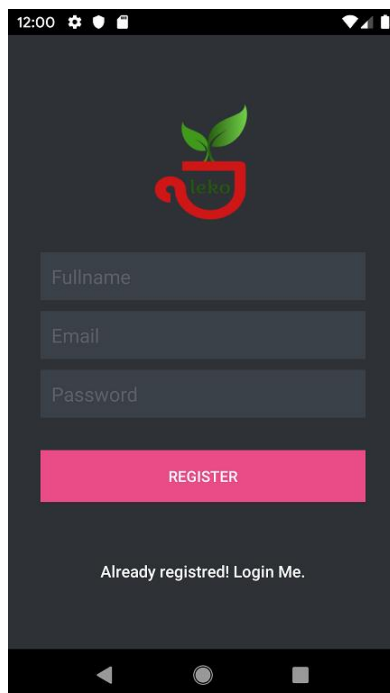 12:00
leko
Fullname
Email
Password
REGISTER
Already registred! Login Me.